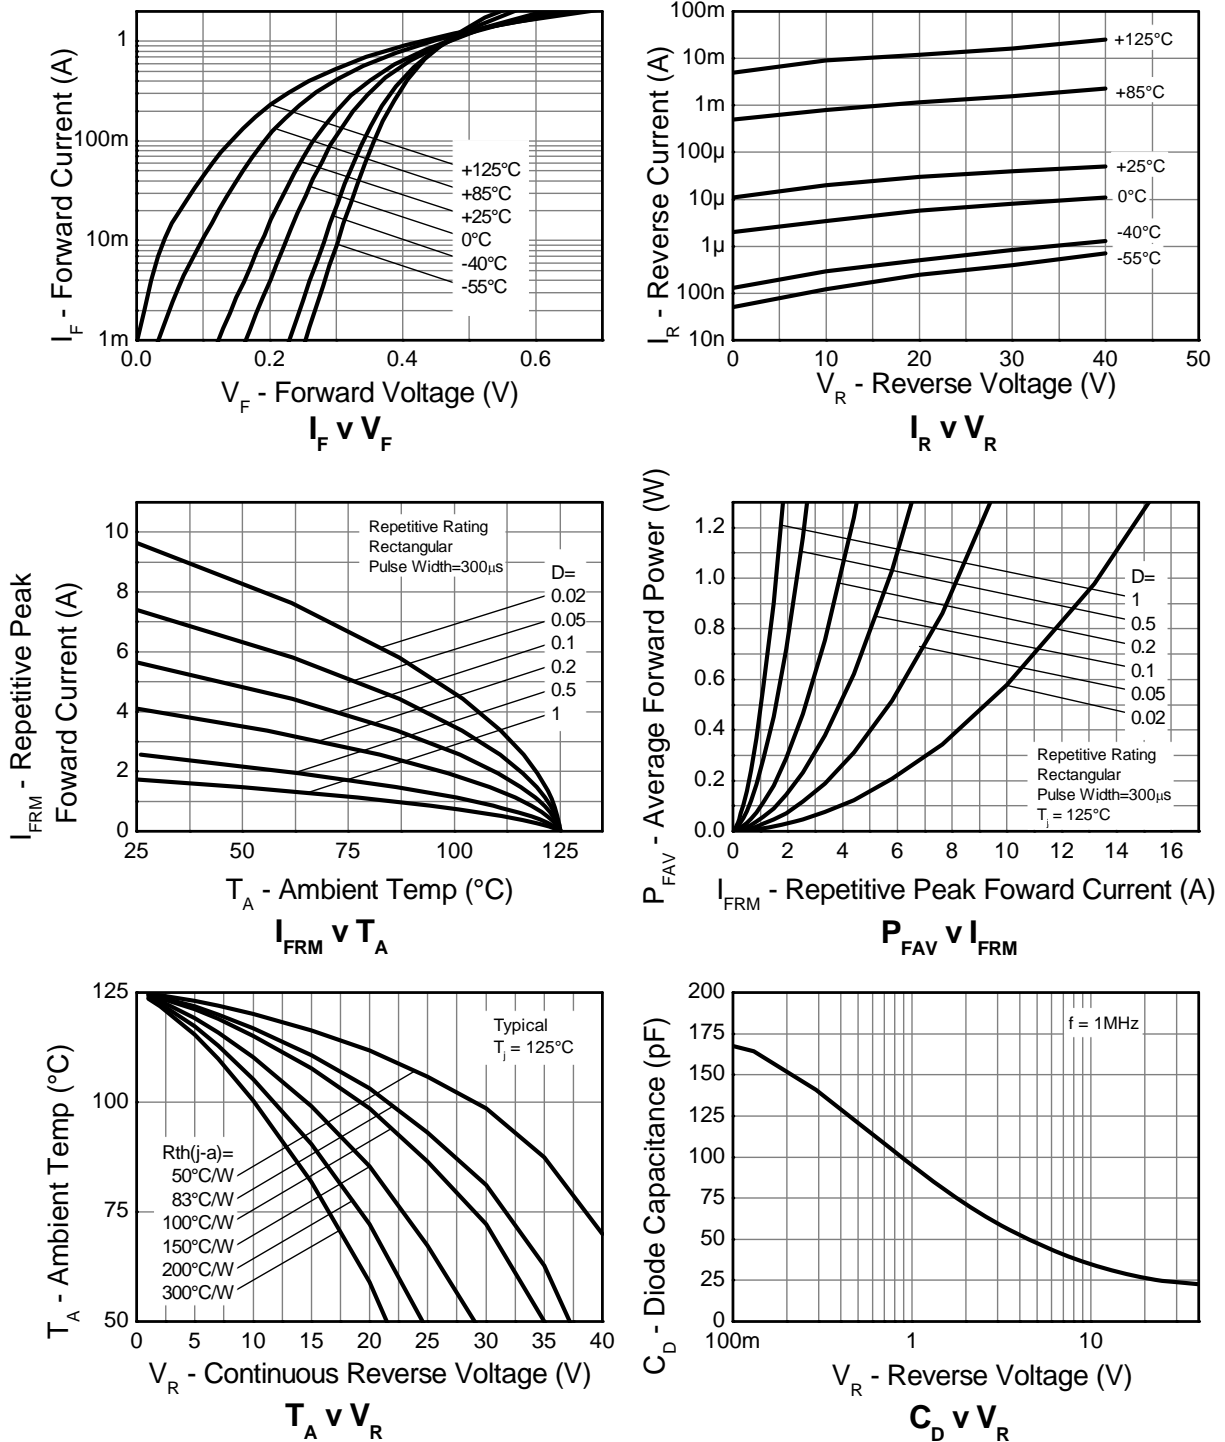 I_F - Forward Current (A)
1
100m
10m
1m
+125°C
+85°C
+25°C
0°C
-40°C
-55°C
0.0 0.2 0.4 0.6
V_F - Forward Voltage (V)
I_F v V_F
I_R - Reverse Current (A)
100m
10m
1m
100µ
10µ
1µ
100n
10n
+125°C
+85°C
+25°C
0°C
-40°C
-55°C
0 10 20 30 40 50
V_R - Reverse Voltage (V)
I_R v V_R
I_FRM - Repetitive Peak
Foward Current (A)
10
8
6
4
2
0
Repetitive Rating
Rectangular
Pulse Width=300µs
D=
0.02
0.05
0.1
0.2
0.5
1
25 50 75 100 125
T_A - Ambient Temp (°C)
I_FRM v T_A
P_FAV - Average Forward Power (W)
1.2
1.0
0.8
0.6
0.4
0.2
0.0
D=
1
0.5
0.2
0.1
0.05
0.02
Repetitive Rating
Rectangular
Pulse Width=300µs
T_j = 125°C
0 2 4 6 8 10 12 14 16
I_FRM - Repetitive Peak Foward Current (A)
P_FAV v I_FRM
T_A - Ambient Temp (°C)
125
100
75
50
Typical
T_j = 125°C
Rth(j-a)=
50°C/W
83°C/W
100°C/W
150°C/W
200°C/W
300°C/W
0 5 10 15 20 25 30 35 40
V_R - Continuous Reverse Voltage (V)
T_A v V_R
C_D - Diode Capacitance (pF)
200
175
150
125
100
75
50
25
0
f = 1MHz
100m 1 10
V_R - Reverse Voltage (V)
C_D v V_R